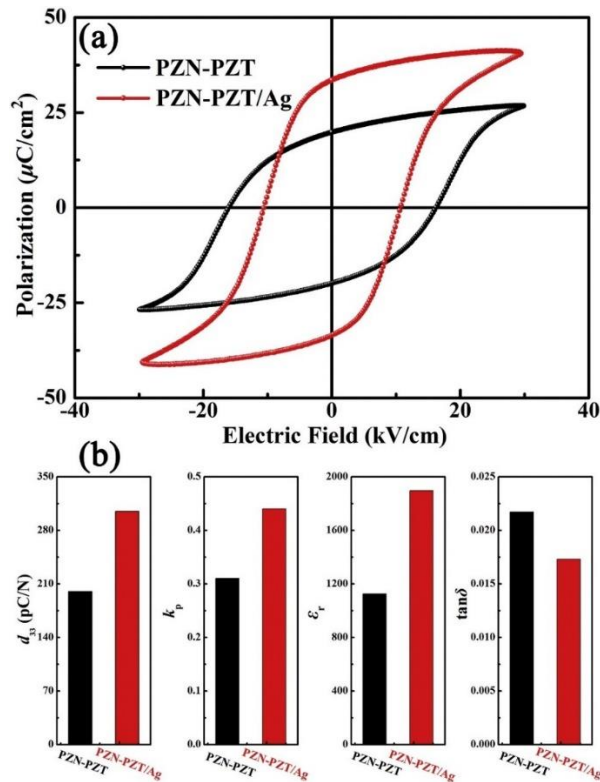 (a)
PZN-PZT
PZN-PZT/Ag
Polarization (μC/cm²)
50
25
0
-25
-50
-40 -20 0 20 40
Electric Field (kV/cm)
(b)
d₃₃ (pC/N)
350
280
210
140
70
0
PZN-PZT PZN-PZT/Ag
kₚ
0.5
0.4
0.3
0.2
0.1
0.0
PZN-PZT PZN-PZT/Ag
εᵣ
2000
1600
1200
800
400
0
PZN-PZT PZN-PZT/Ag
tanδ
0.025
0.020
0.015
0.010
0.005
0.000
PZN-PZT PZN-PZT/Ag